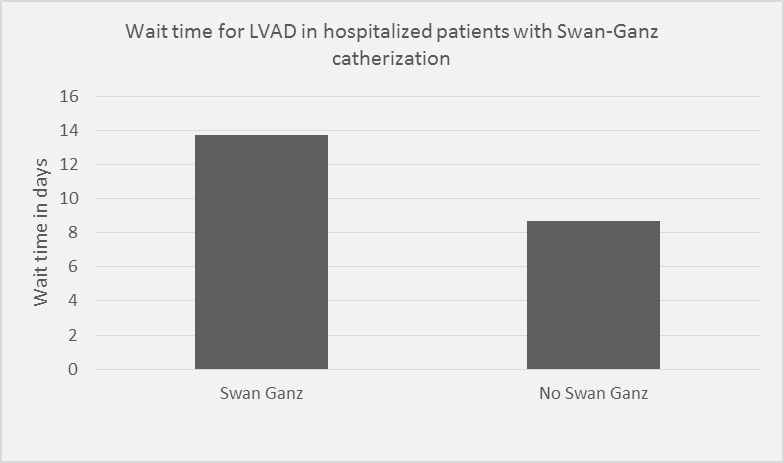 Wait time for LVAD in hospitalized patients with Swan-Ganz
catherization
Wait time in days
16
14
12
10
8
6
4
2
0
Swan Ganz
No Swan Ganz